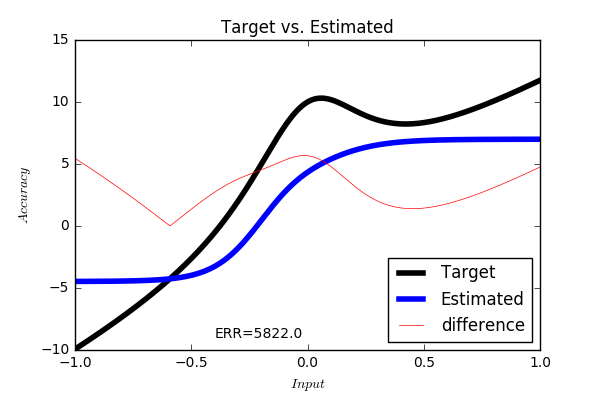 Target vs. Estimated
15
10
5
0
−5
−10
Accuracy
ERR=5822.0
Target
Estimated
difference
−1.0 −0.5 0.0 0.5 1.0
Input